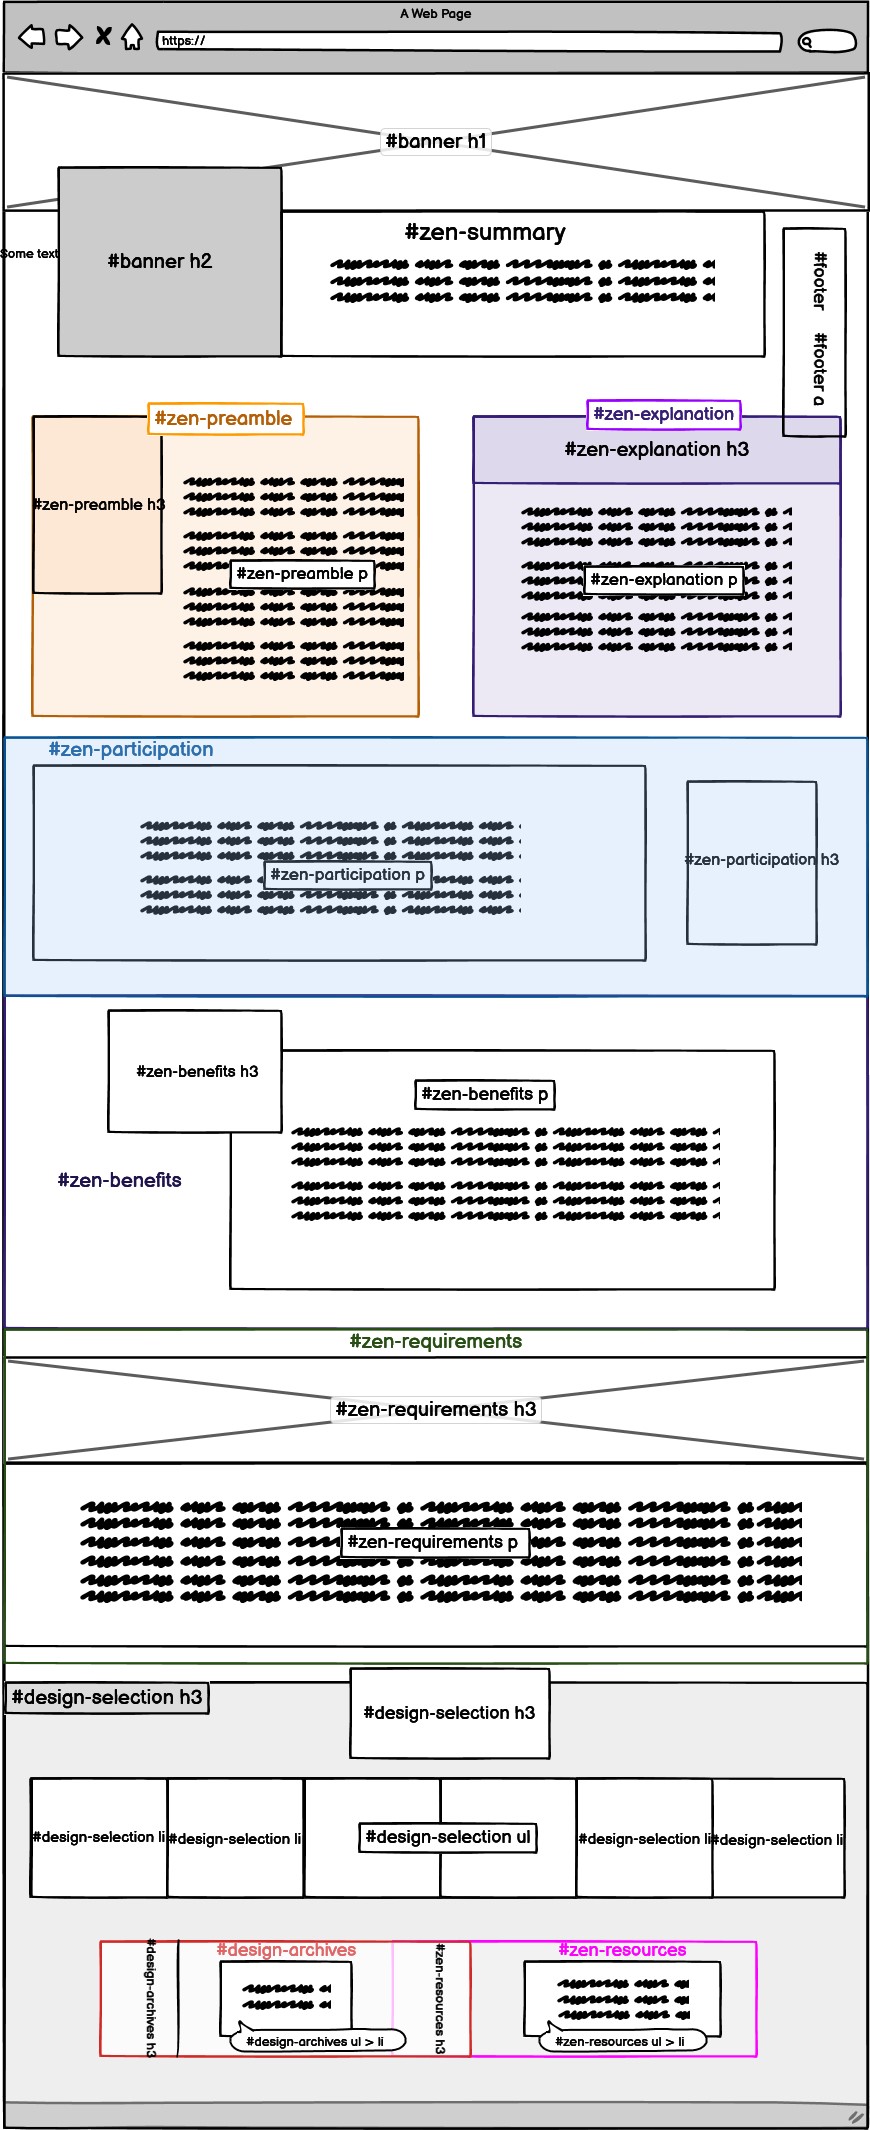 A Web Page
https://
#banner h1
#banner h2
Some text
#zen-summary
#footer
#footer a
#zen-preamble
#zen-preamble h3
#zen-preamble p
#zen-explanation
#zen-explanation h3
#zen-explanation p
#zen-participation
#zen-participation p
#zen-participation h3
#zen-benefits h3
#zen-benefits p
#zen-benefits
#zen-requirements
#zen-requirements h3
#zen-requirements p
#design-selection h3
#design-selection h3
#design-selection li
#design-selection li
#design-selection ul
#design-selection li
#design-selection li
#design-archives h3
#design-archives
#design-archives ul > li
#zen-resources h3
#zen-resources
#zen-resources ul > li